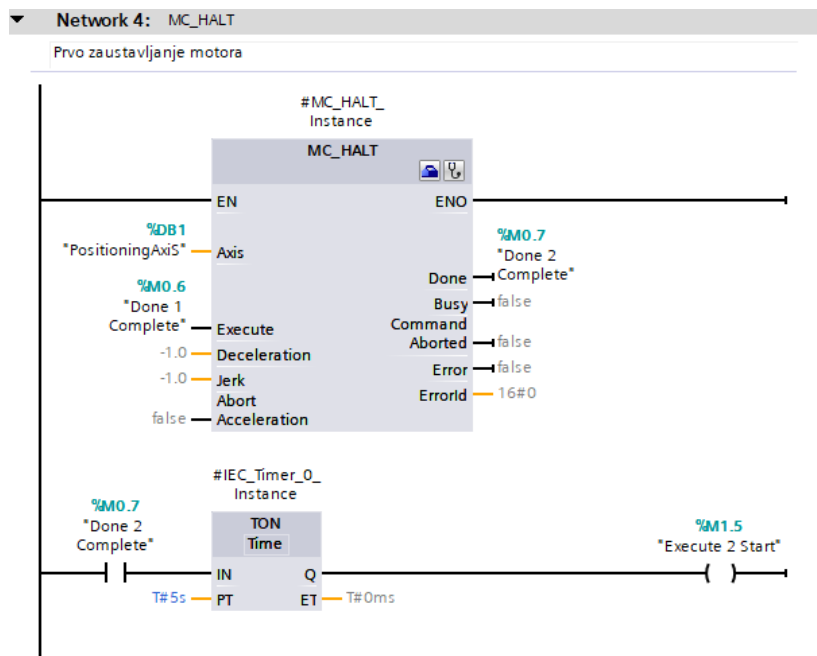 Network 4: MC_HALT
Prvo zaustavljanje motora
#MC_HALT_
Instance
MC_HALT
EN
ENO
%DB1
"PositioningAxiS"
Axis
%M0.7
"Done 2
Complete"
Done
%M0.6
"Done 1
Complete"
Execute
Busy
false
Command
Aborted
false
-1.0
Deceleration
Error
false
-1.0
Jerk
ErrorId
16#0
Abort
Acceleration
false
#IEC_Timer_0_
Instance
%M0.7
"Done 2
Complete"
TON
Time
%M1.5
"Execute 2 Start"
IN
Q
T#5s
PT
ET
T#0ms